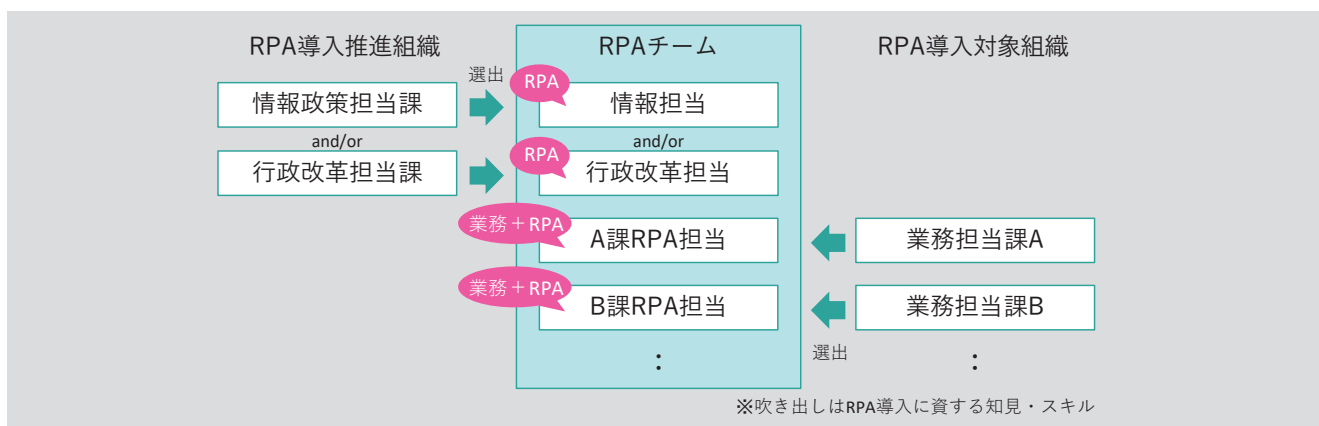 RPA導入推進組織
RPAチーム
RPA導入対象組織
選出
RPA
情報政策担当課
情報担当
and/or
and/or
RPA
行政改革担当課
行政改革担当
業務+RPA
A課RPA担当
業務担当課A
業務+RPA
B課RPA担当
業務担当課B
選出
：
：
※吹き出しはRPA導入に資する知見・スキル